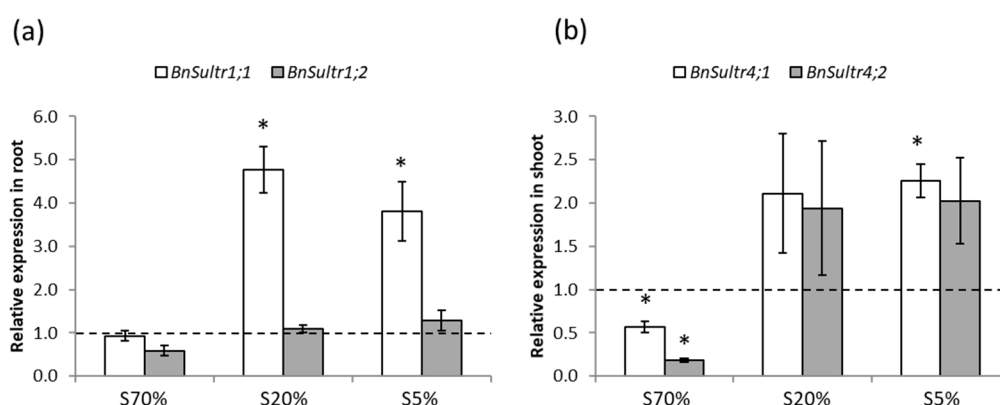 (a)
BnSultr1;1 BnSultr1;2
Relative expression in root
6.0
5.0
4.0
3.0
2.0
1.0
0.0
*
*
S70% S20% S5%
(b)
BnSultr4;1 BnSultr4;2
Relative expression in shoot
3.0
2.5
2.0
1.5
1.0
0.5
0.0
*
*
*
S70% S20% S5%